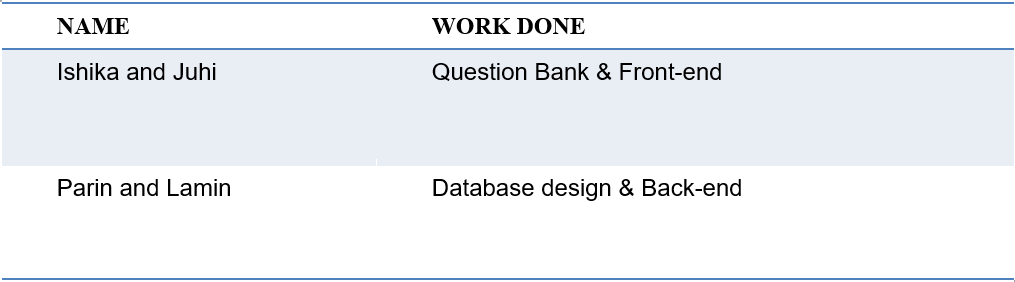 NAME WORK DONE
Ishika and Juhi Question Bank & Front-end
Parin and Lamin Database design & Back-end